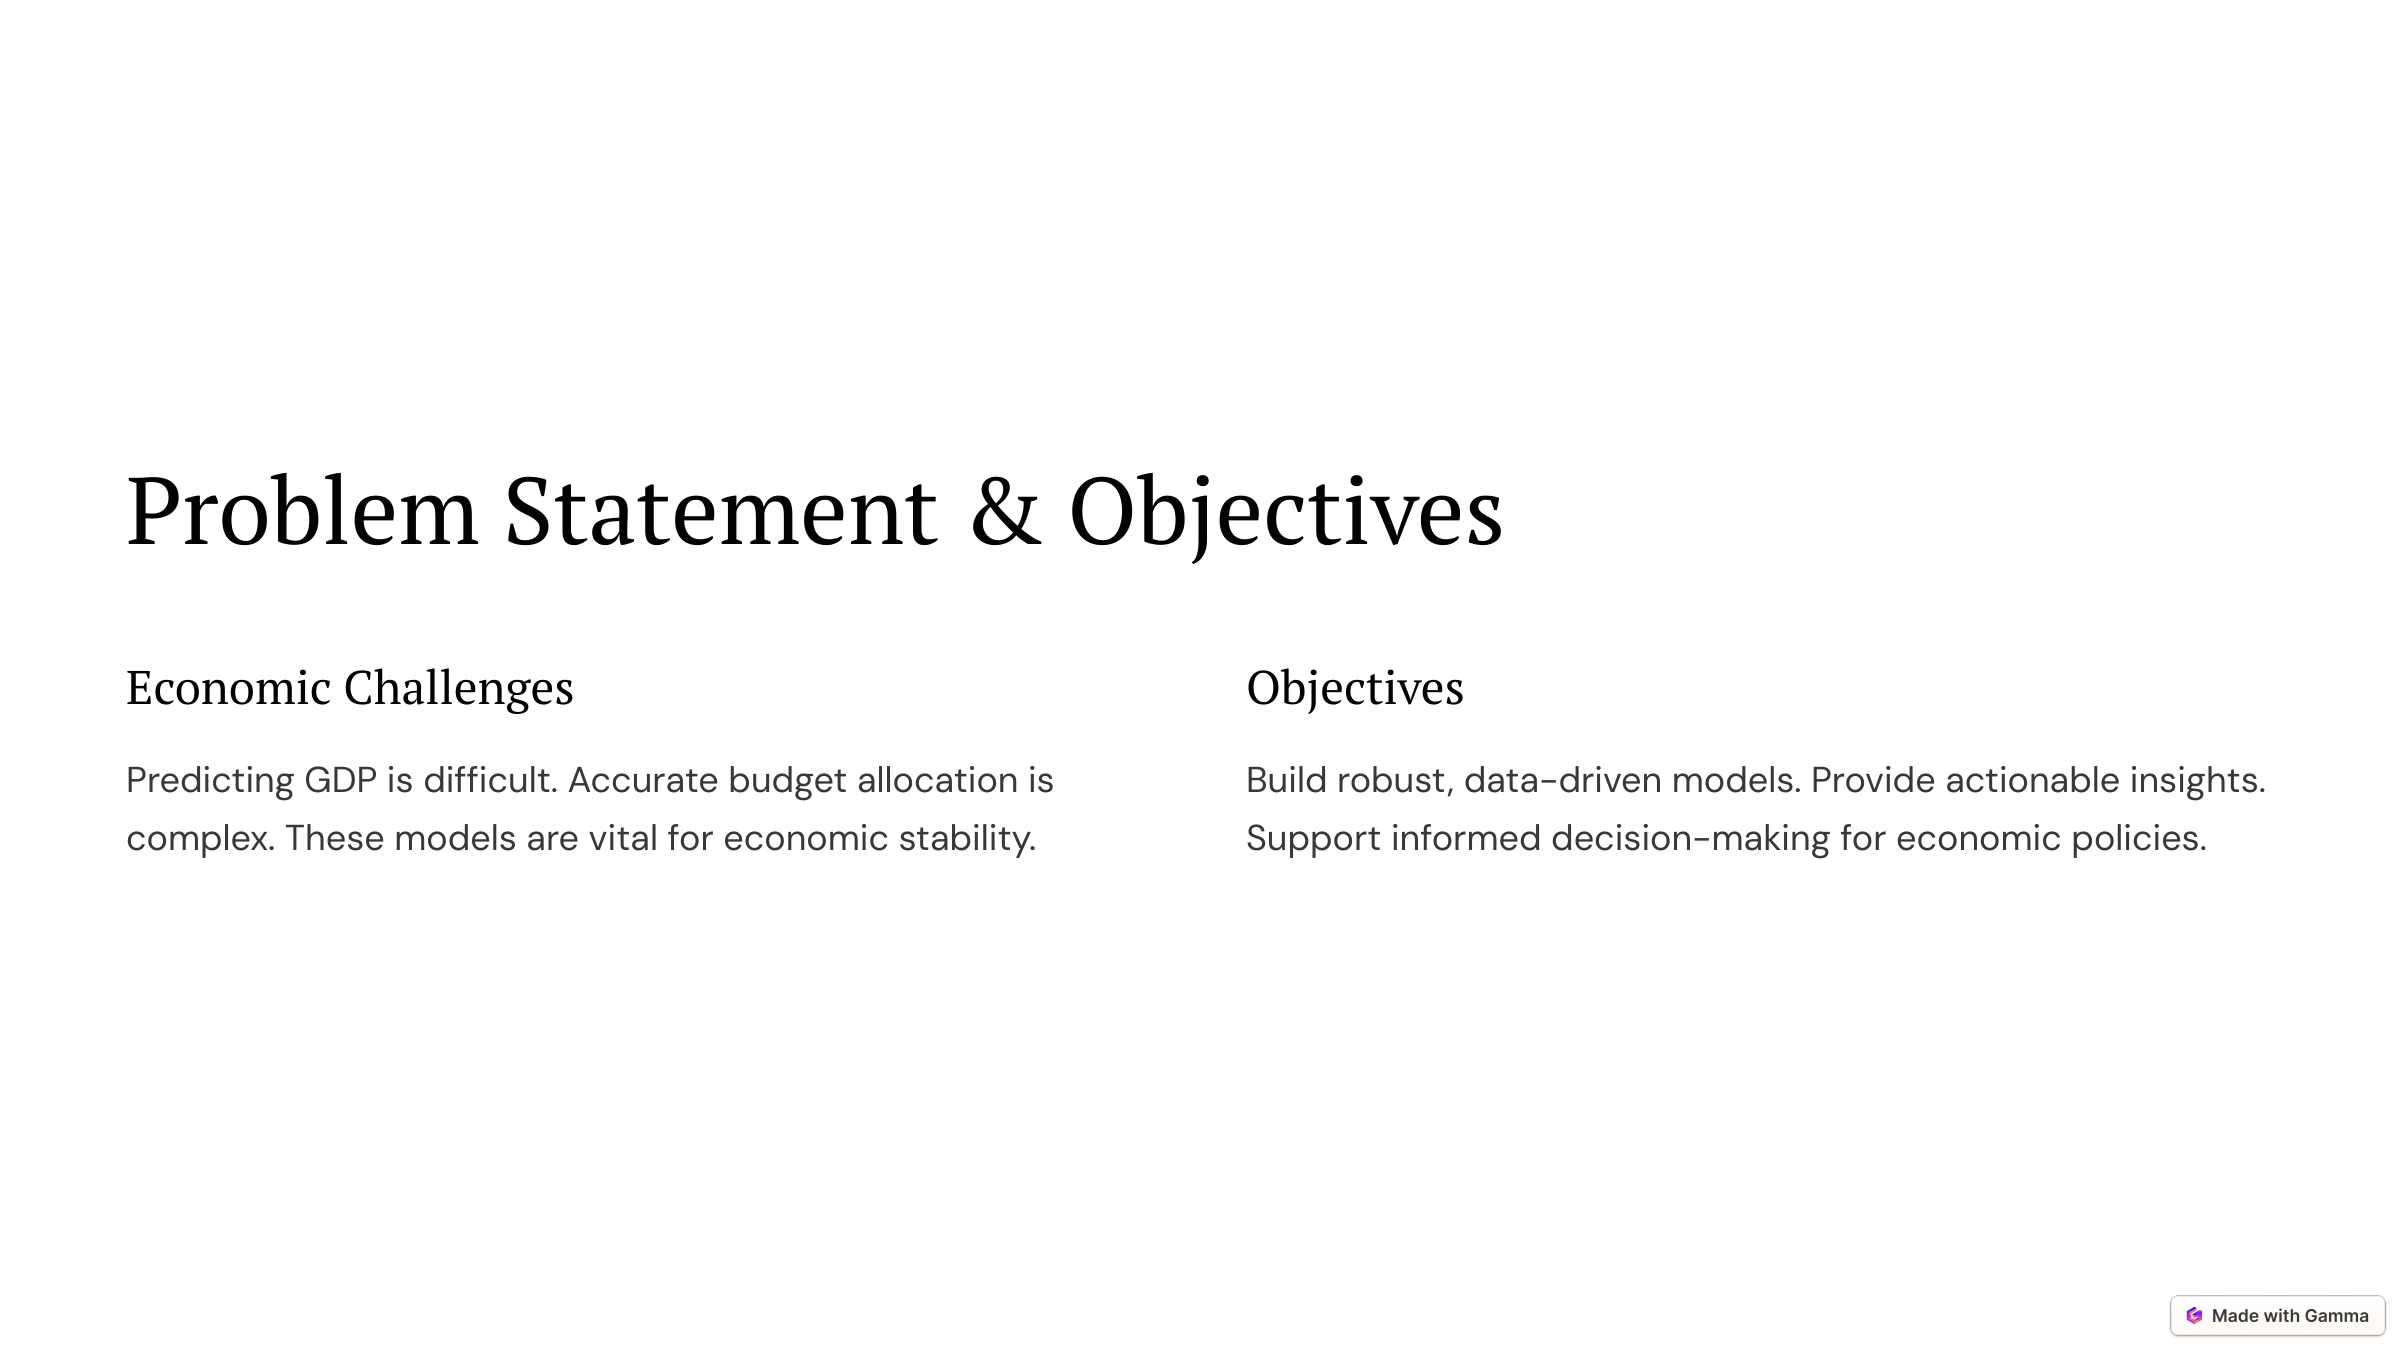 Problem Statement & Objectives
Economic Challenges
Predicting GDP is difficult. Accurate budget allocation is
complex. These models are vital for economic stability.
Objectives
Build robust, data-driven models. Provide actionable insights.
Support informed decision-making for economic policies.
Made with Gamma